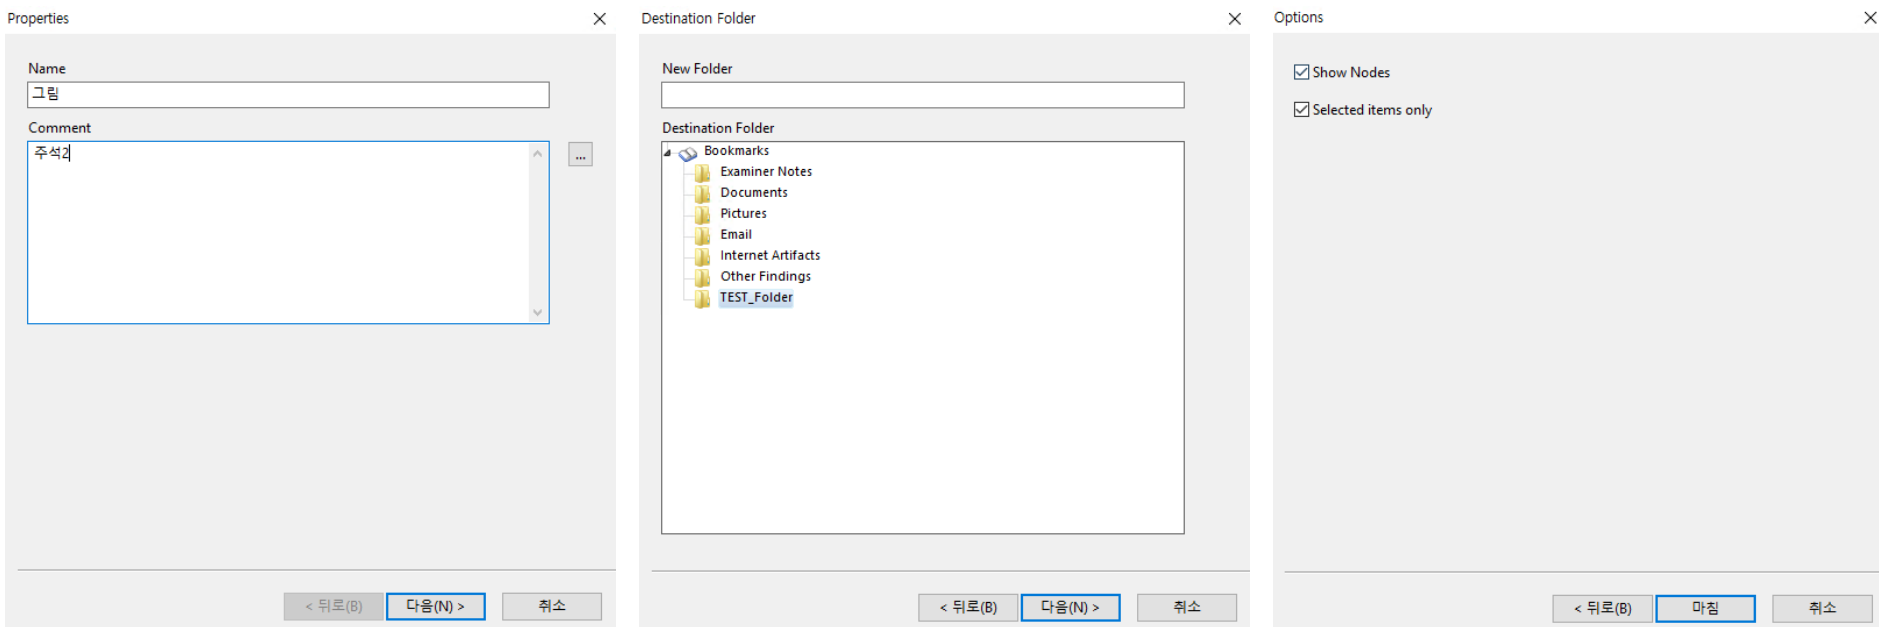 Properties
Name
그림
Comment
주석2
...
< 뒤로(B)
다음(N) >
취소
Destination Folder
New Folder
Destination Folder
Bookmarks
Examiner Notes
Documents
Pictures
Email
Internet Artifacts
Other Findings
TEST_Folder
< 뒤로(B)
다음(N) >
취소
Options
Show Nodes
Selected items only
< 뒤로(B)
마침
취소